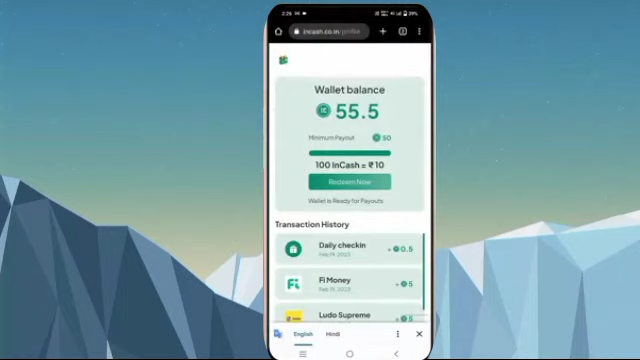 2:26
39%
incash.co.in/profile
Wallet balance
55.5
Minimum Payout 50
100 inCash = ₹ 10
Redeem Now
Wallet is Ready for Payouts
Transaction History
Daily checkin
+ 0.5
Feb 19, 2023
Fi Money
+ 5
Feb 19, 2023
Ludo Supreme
+ 5
English Hindi